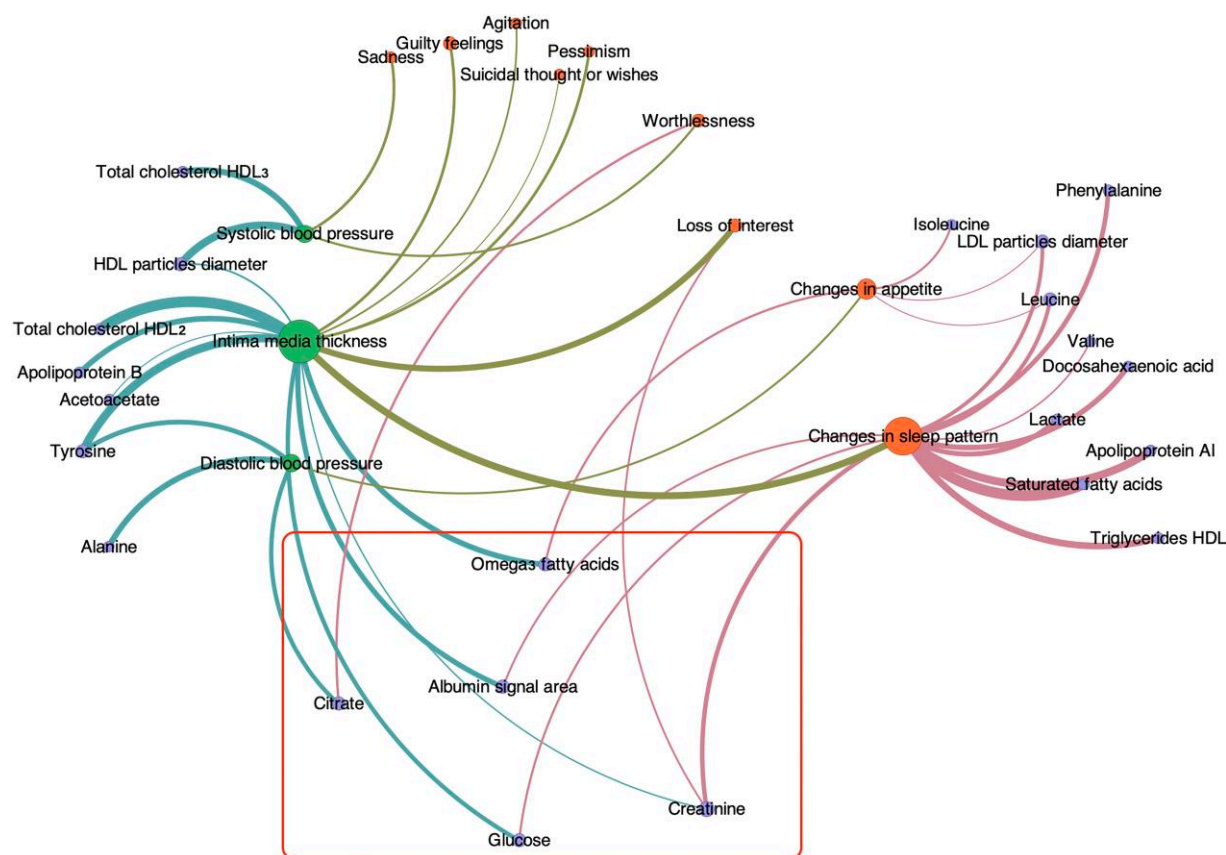 Agitation
Guilty feelings
Sadness
Pessimism
Suicidal thought or wishes
Worthlessness
Total cholesterol HDL3
Phenylalanine
Isoleucine
Loss of interest
Systolic blood pressure
LDL particles diameter
HDL particles diameter
Changes in appetite
Leucine
Total cholesterol HDL2
Intima media thickness
Valine
Docosahexaenoic acid
Apolipoprotein B
Acetoacetate
Lactate
Changes in sleep pattern
Tyrosine
Apolipoprotein AI
Diastolic blood pressure
Saturated fatty acids
Triglycerides HDL
Alanine
Omega3 fatty acids
Albumin signal area
Citrate
Creatinine
Glucose